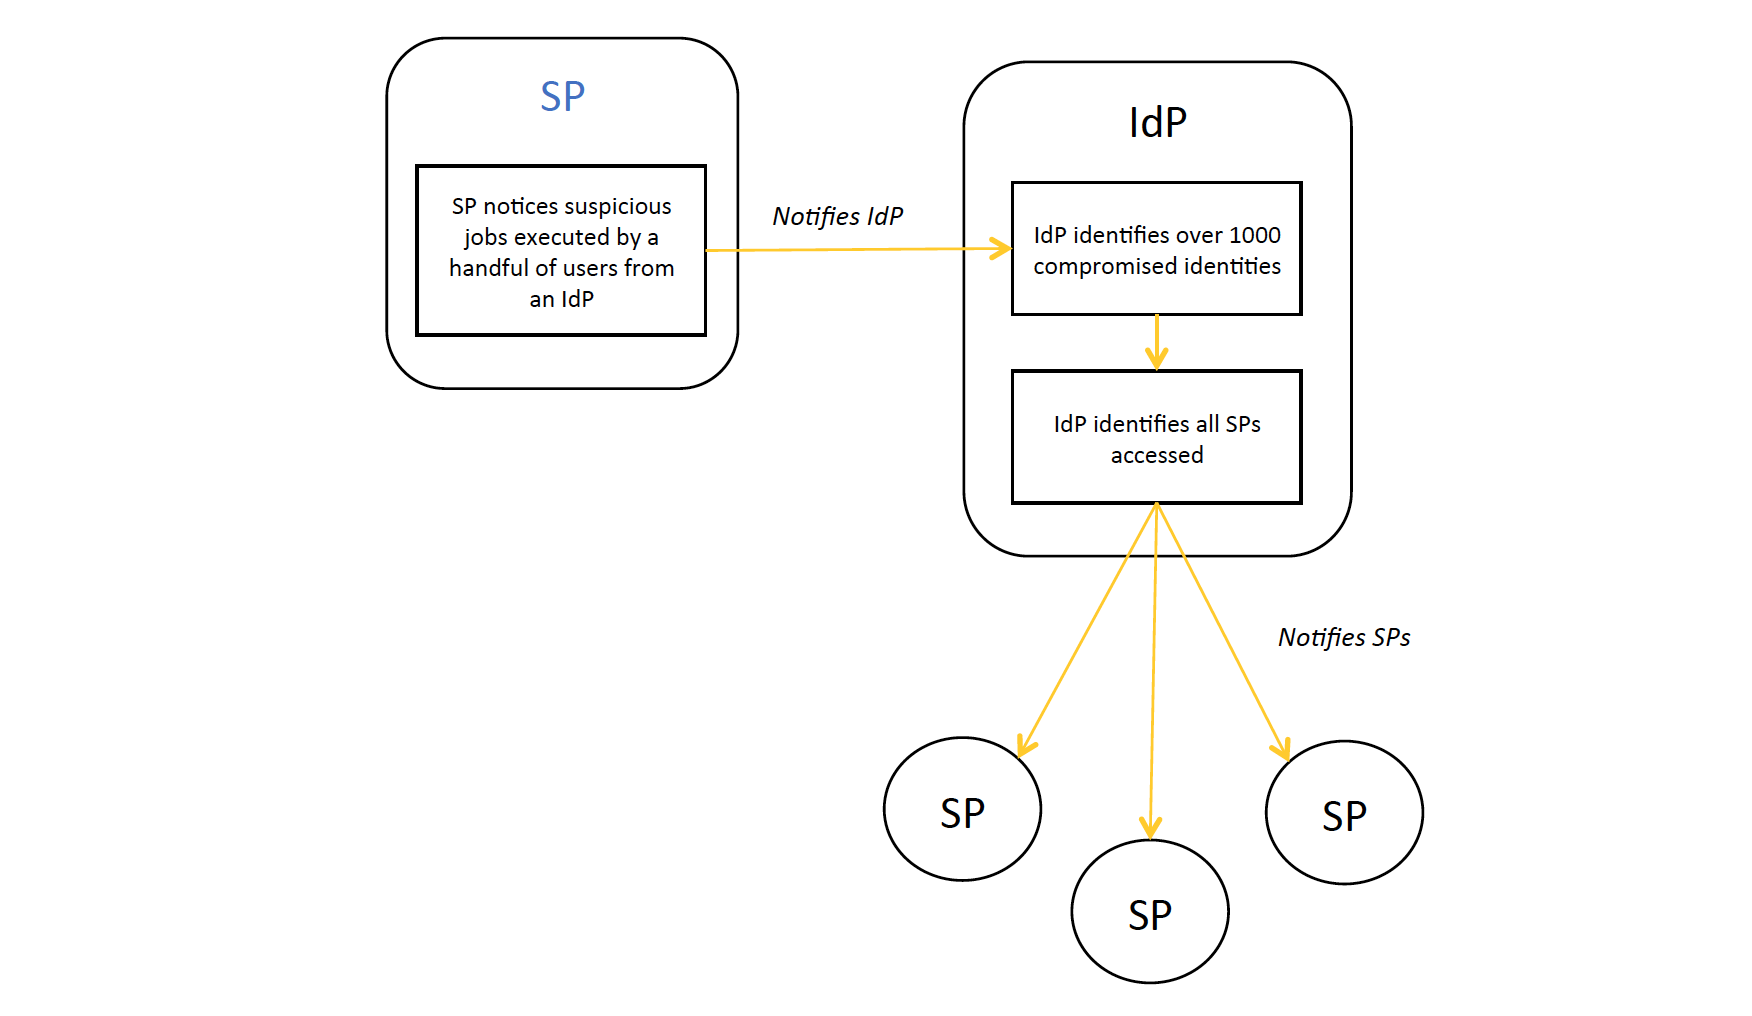 SP
SP notices suspicious
jobs executed by a
handful of users from
an IdP
Notifies IdP
IdP
IdP identifies over 1000
compromised identities
IdP identifies all SPs
accessed
Notifies SPs
SP
SP
SP